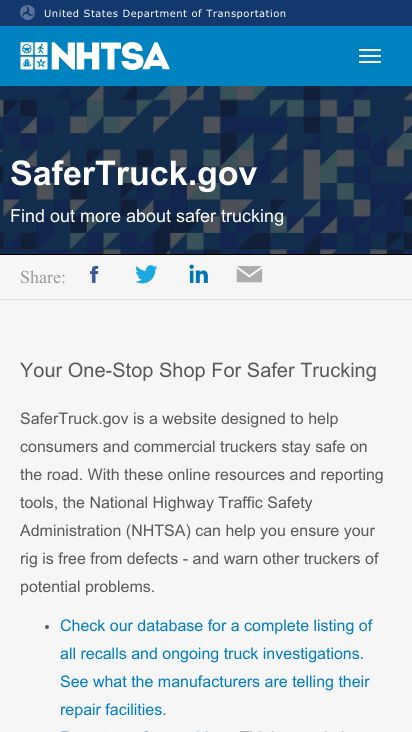 United States Department of Transportation
NHTSA
SaferTruck.gov
Find out more about safer trucking
Share:
Your One-Stop Shop For Safer Trucking
SaferTruck.gov is a website designed to help
consumers and commercial truckers stay safe on
the road. With these online resources and reporting
tools, the National Highway Traffic Safety
Administration (NHTSA) can help you ensure your
rig is free from defects - and warn other truckers of
potential problems.
• Check our database for a complete listing of
all recalls and ongoing truck investigations.
See what the manufacturers are telling their
repair facilities.